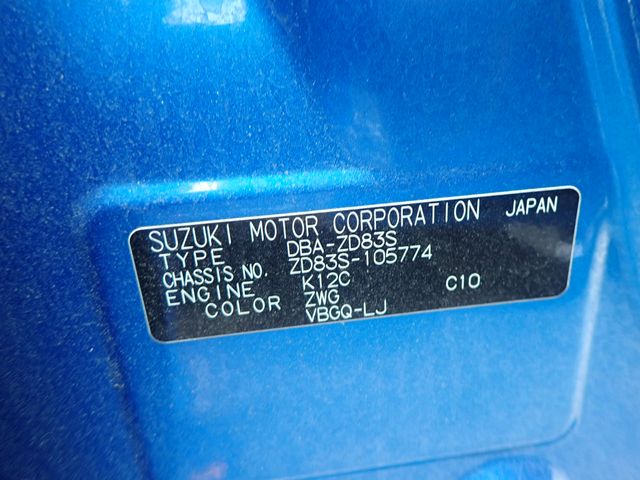 SUZUKI MOTOR CORPORATION JAPAN
TYPE DBA-ZD83S
CHASSIS NO. ZD83S-105774
ENGINE K12C C10
COLOR ZWG
VBGQ-LJ